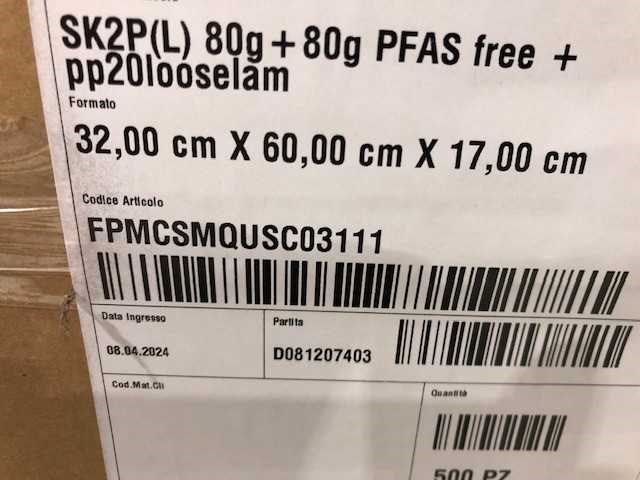 SK2P(L) 80g+80g PFAS free +
pp20looselam
Formato
32,00 cm X 60,00 cm X 17,00 cm
Codice Articolo
FPMCSMQUSC03111
Data Ingresso
Partita
08.04.2024
D081207403
Cod.Mat.Cli
Quantità
500 PZ